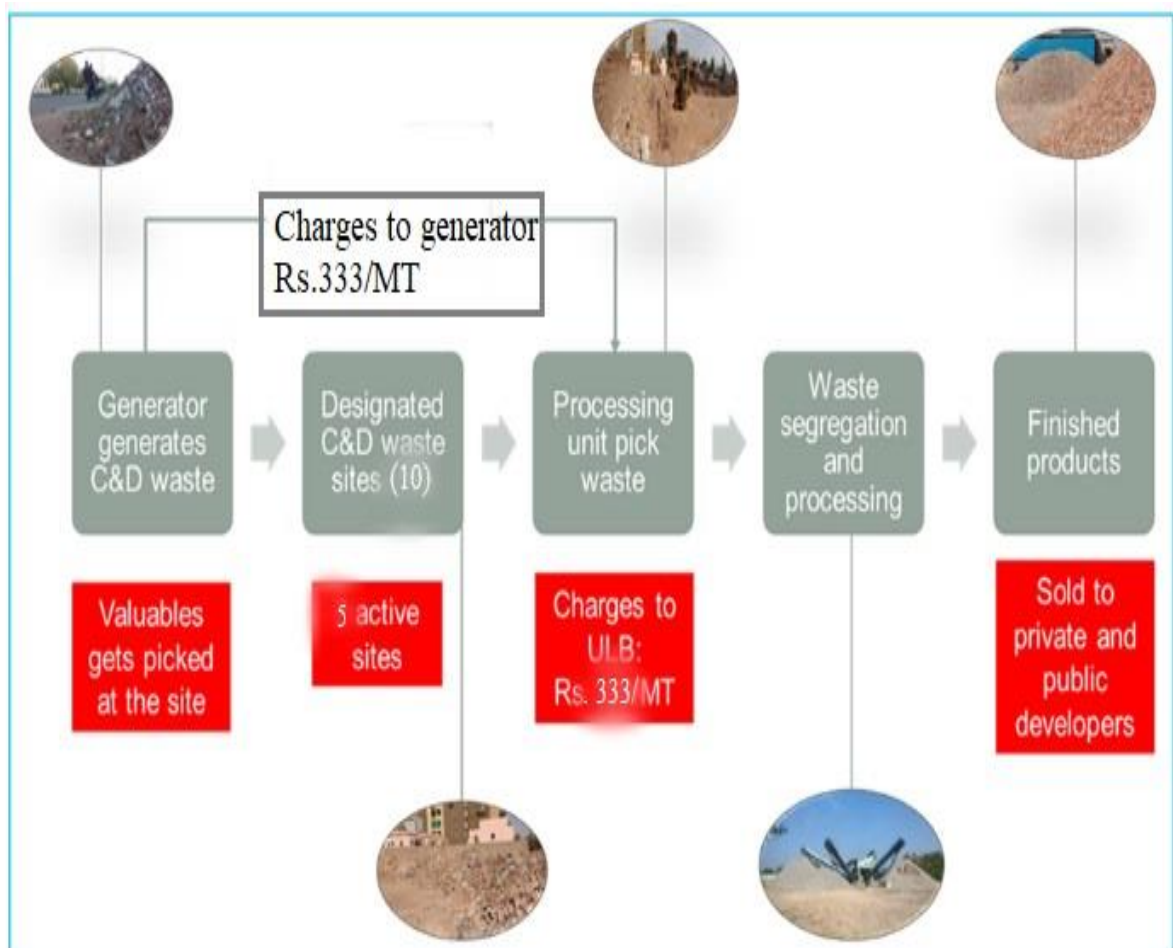 Charges to generator
Rs.333/MT
Generator
generates
C&D waste
Designated
C&D waste
sites (10)
Processing
unit pick
waste
Waste
segregation
and
processing
Finished
products
Valuables
gets picked
at the site
5 active
sites
Charges to
ULB:
Rs. 333/MT
Sold to
private and
public
developers